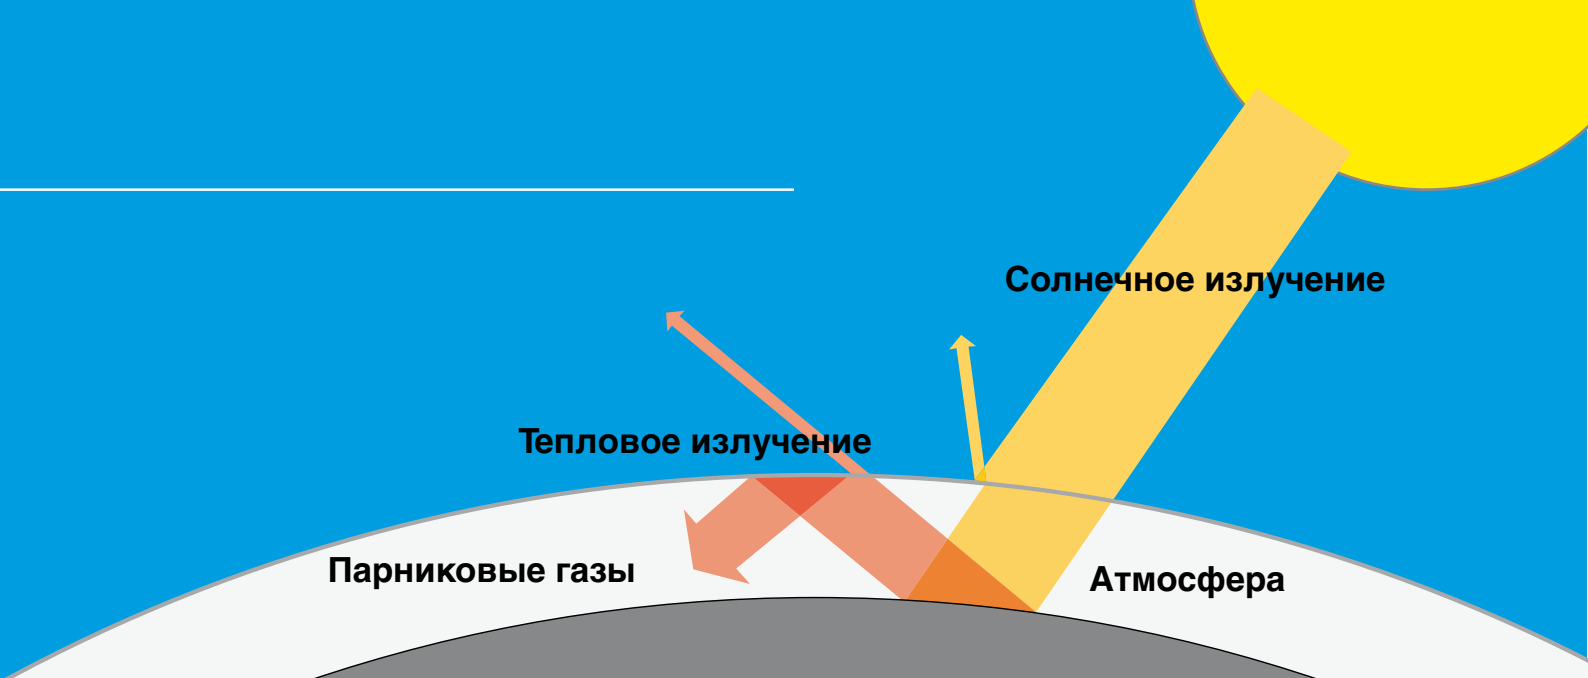 Солнечное излучение
Тепловое излучение
Парниковые газы
Атмосфера